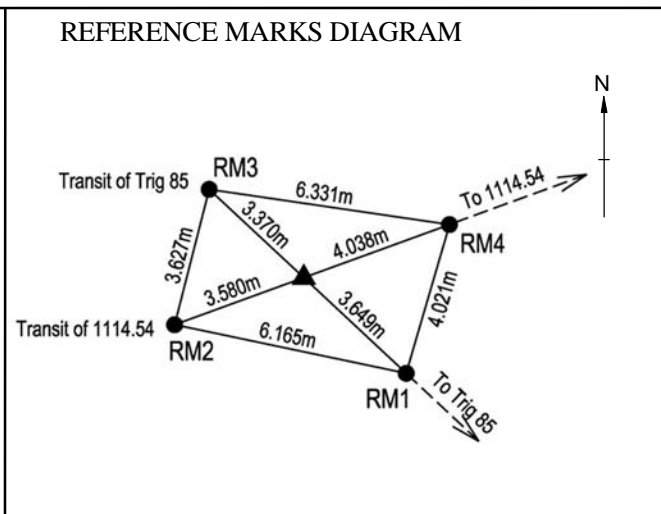 REFERENCE MARKS DIAGRAM
N
RM3
Transit of Trig 85
6.331m
To 1114.54
3.370m
RM4
4.038m
3.627m
3.580m
4.021m
3.649m
Transit of 1114.54
6.165m
RM2
RM1
To Trig 85